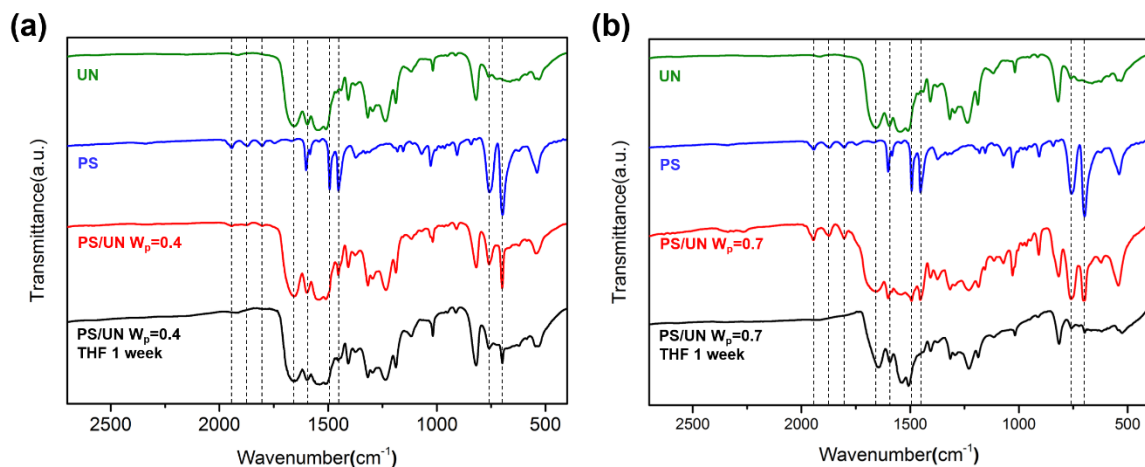 (a)
UN
PS
PS/UN Wp=0.4
PS/UN Wp=0.4
THF 1 week
Transmittance(a.u.)
2500 2000 1500 1000 500
Wavenumber(cm-1)
(b)
UN
PS
PS/UN Wp=0.7
PS/UN Wp=0.7
THF 1 week
Transmittance(a.u.)
2500 2000 1500 1000 500
Wavenumber(cm-1)